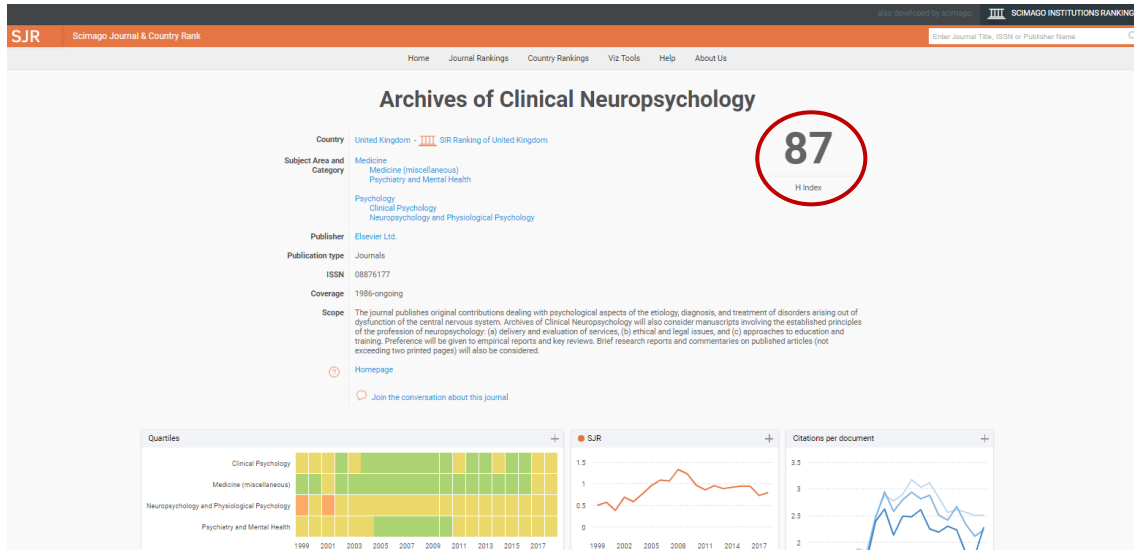 also developed by scimago: SCIMAGO INSTITUTIONS RANKING
SJR Scimago Journal & Country Rank Enter Journal Title, ISSN or Publisher Name
Home Journal Rankings Country Rankings Viz Tools Help About Us
Archives of Clinical Neuropsychology
Country United Kingdom - SIR Ranking of United Kingdom
87
H Index
Subject Area and Category Medicine
Medicine (miscellaneous)
Psychiatry and Mental Health
Psychology
Clinical Psychology
Neuropsychology and Physiological Psychology
Publisher Elsevier Ltd.
Publication type Journals
ISSN 08876177
Coverage 1986-ongoing
Scope The journal publishes original contributions dealing with psychological aspects of the etiology, diagnosis, and treatment of disorders arising out of
dysfunction of the central nervous system. Archives of Clinical Neuropsychology will also consider manuscripts involving the established principles
of the profession of neuropsychology: (a) delivery and evaluation of services, (b) ethical and legal issues, and (c) approaches to education and
training. Preference will be given to empirical reports and key reviews. Brief research reports and commentaries on published articles (not
exceeding two printed pages) will also be considered.
? Homepage
Join the conversation about this journal
Quartiles +
Clinical Psychology
Medicine (miscellaneous)
Neuropsychology and Physiological Psychology
Psychiatry and Mental Health
1999 2001 2003 2005 2007 2009 2011 2013 2015 2017
SJR +
1.5
1
0.5
0
1999 2002 2005 2008 2011 2014 2017
Citations per document +
3.5
3
2.5
2